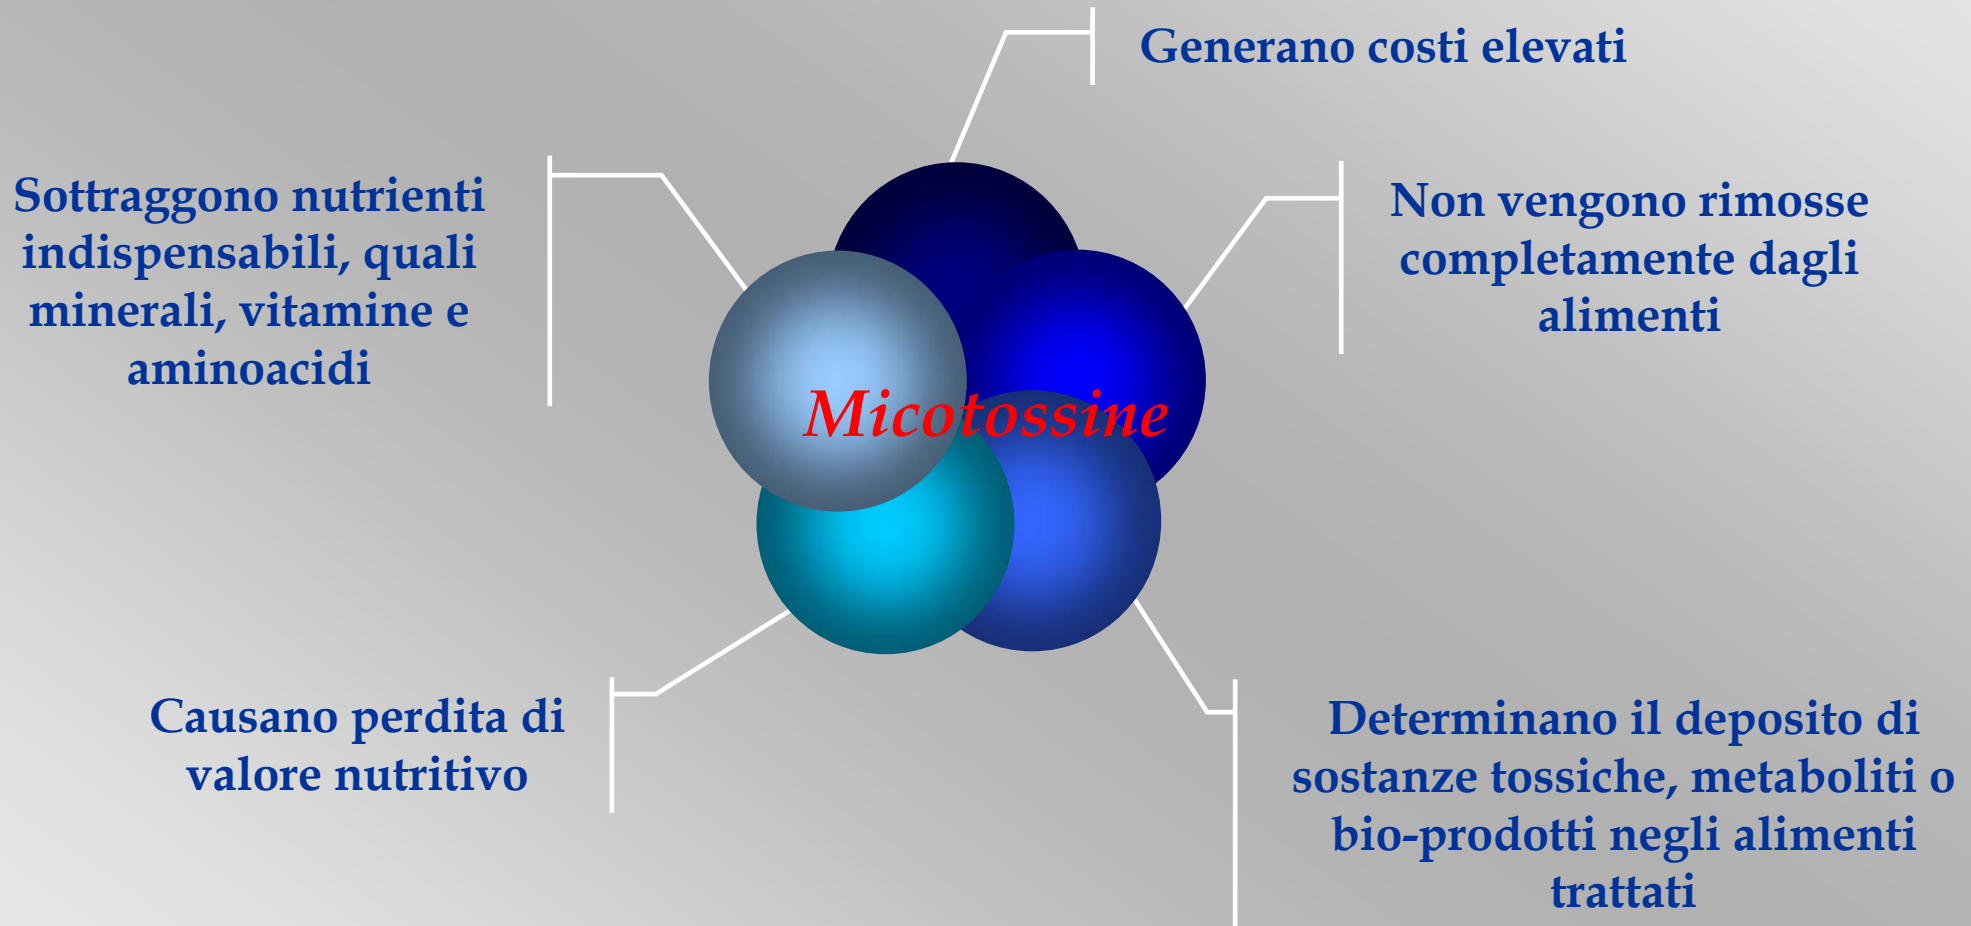 Generano costi elevati
Sottraggono nutrienti
indispensabili, quali
minerali, vitamine e
aminoacidi
Non vengono rimosse
completamente dagli
alimenti
Micotossine
Causano perdita di
valore nutritivo
Determinano il deposito di
sostanze tossiche, metaboliti o
bio-prodotti negli alimenti
trattati